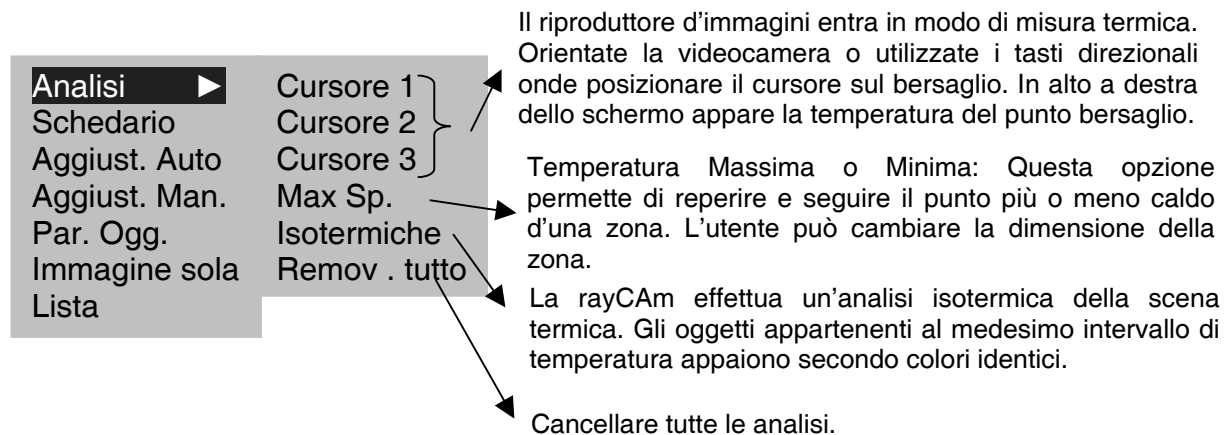 Analisi
Schedario
Aggiust. Auto
Aggiust. Man.
Par. Ogg.
Immagine sola
Lista
Cursore 1
Cursore 2
Cursore 3
Max Sp.
Isotermiche
Remov . tutto
Il riproduttore d’immagini entra in modo di misura termica.
Orientate la videocamera o utilizzate i tasti direzionali
onde posizionare il cursore sul bersaglio. In alto a destra
dello schermo appare la temperatura del punto bersaglio.
Temperatura Massima o Minima: Questa opzione
permette di reperire e seguire il punto più o meno caldo
d’una zona. L’utente può cambiare la dimensione della
zona.
La rayCAm effettua un’analisi isotermica della scena
termica. Gli oggetti appartenenti al medesimo intervallo di
temperatura appaiono secondo colori identici.
Cancellare tutte le analisi.